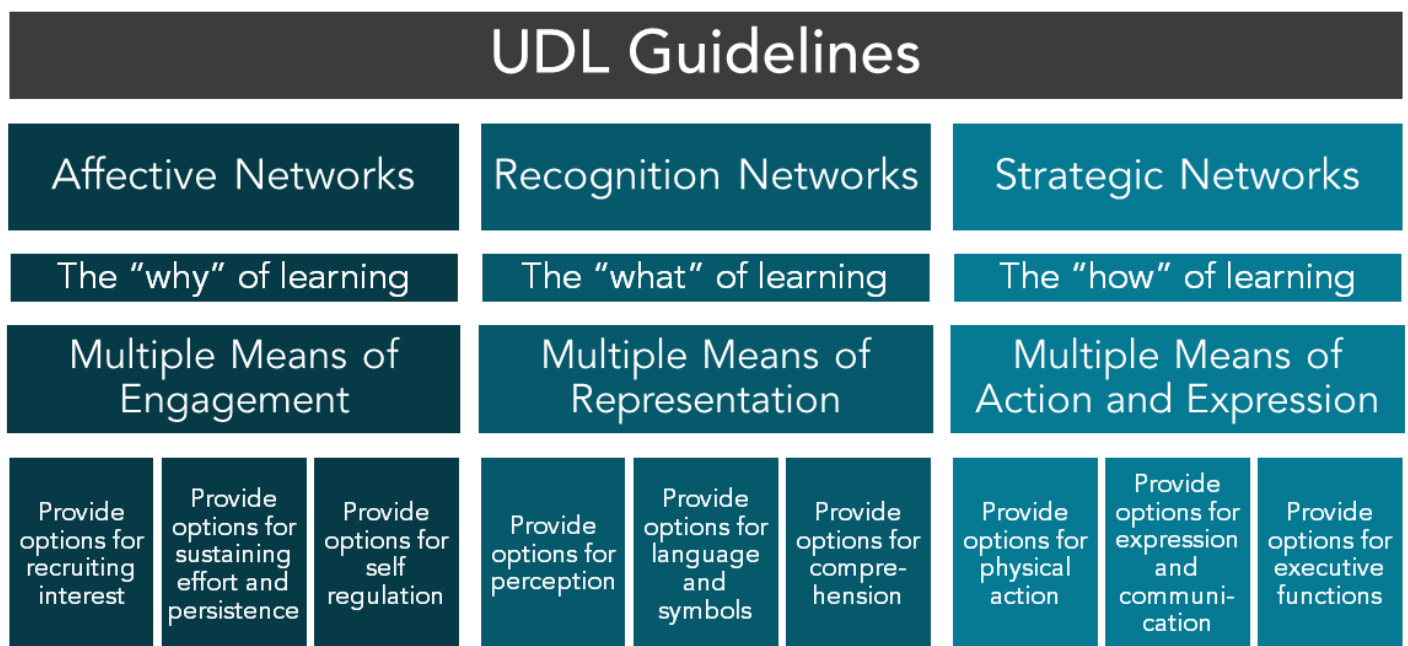 UDL Guidelines
Affective Networks
Recognition Networks
Strategic Networks
The “why” of learning
The “what” of learning
The “how” of learning
Multiple Means of
Engagement
Multiple Means of
Representation
Multiple Means of
Action and Expression
Provide
options for
recruiting
interest
Provide
options for
sustaining
effort and
persistence
Provide
options for
self
regulation
Provide
options for
perception
Provide
options for
language
and
symbols
Provide
options for
compre-
hension
Provide
options for
physical
action
Provide
options for
expression
and
communi-
cation
Provide
options for
executive
functions